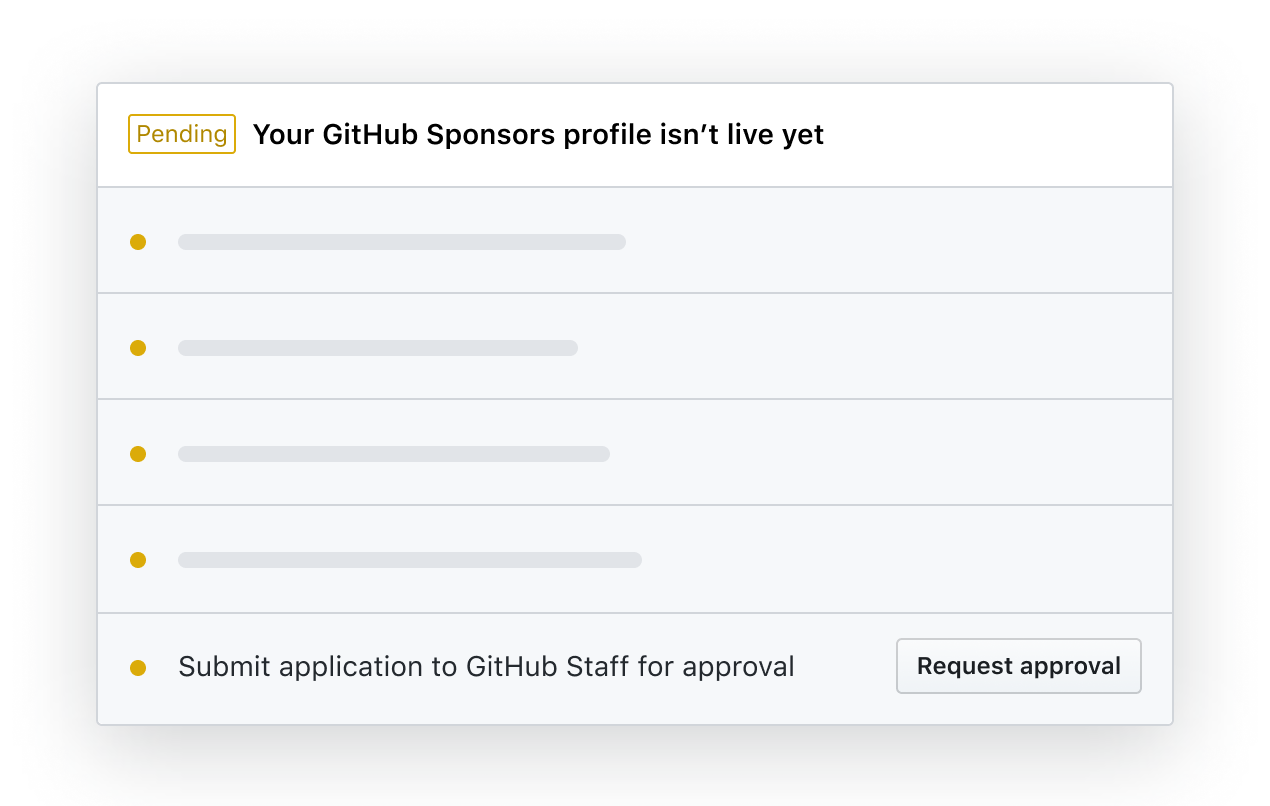 Pending
Your GitHub Sponsors profile isn’t live yet
Submit application to GitHub Staff for approval
Request approval